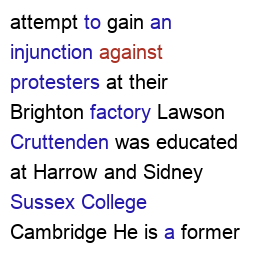 attempt to gain an
injunction against
protesters at their
Brighton factory Lawson
Cruttenden was educated
at Harrow and Sidney
Sussex College
Cambridge He is a former